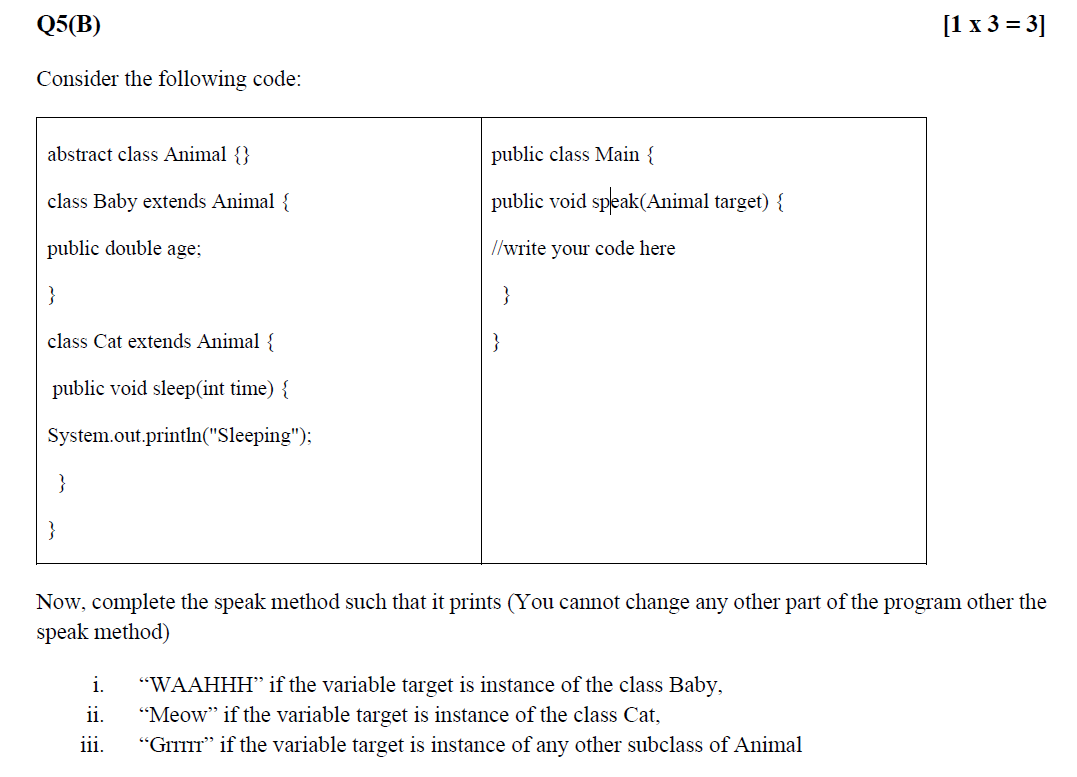 Q5(B) [1 x 3 = 3]
Consider the following code:
abstract class Animal {}
class Baby extends Animal {
public double age;
}
class Cat extends Animal {
public void sleep(int time) {
System.out.println("Sleeping");
}
}
public class Main {
public void speak(Animal target) {
//write your code here
}
}
Now, complete the speak method such that it prints (You cannot change any other part of the program other the
speak method)
i. “WAAHHH” if the variable target is instance of the class Baby,
ii. “Meow” if the variable target is instance of the class Cat,
iii. “Grrrrr” if the variable target is instance of any other subclass of Animal